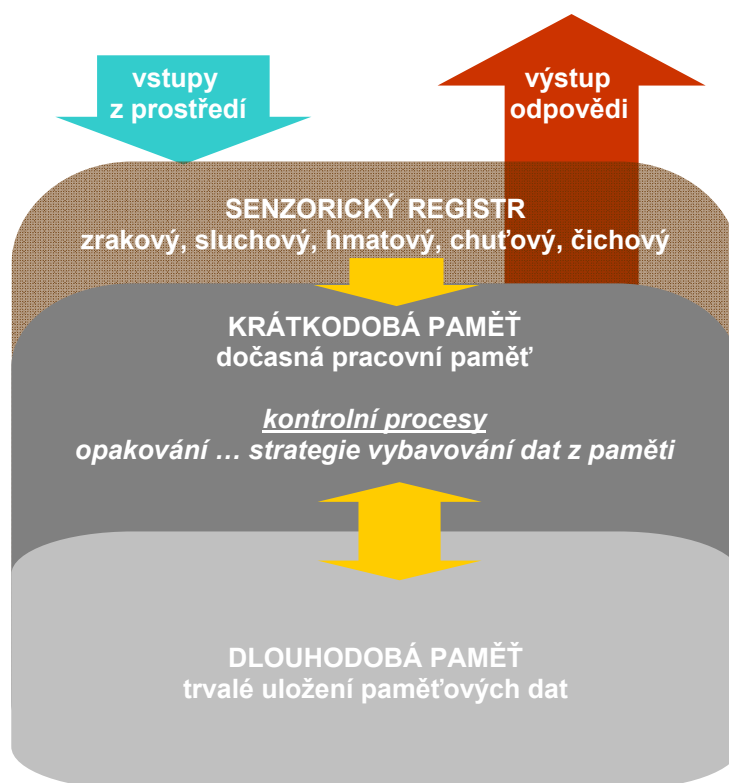 vstupy
z prostředí
výstup
odpovědi
SENZORICKÝ REGISTR
zrakový, sluchový, hmatový, chuťový, čichový
KRÁTKODOBÁ PAMĚŤ
dočasná pracovní paměť
kontrolní procesy
opakování … strategie vybavování dat z paměti
DLOUHODOBÁ PAMĚŤ
trvalé uložení paměťových dat